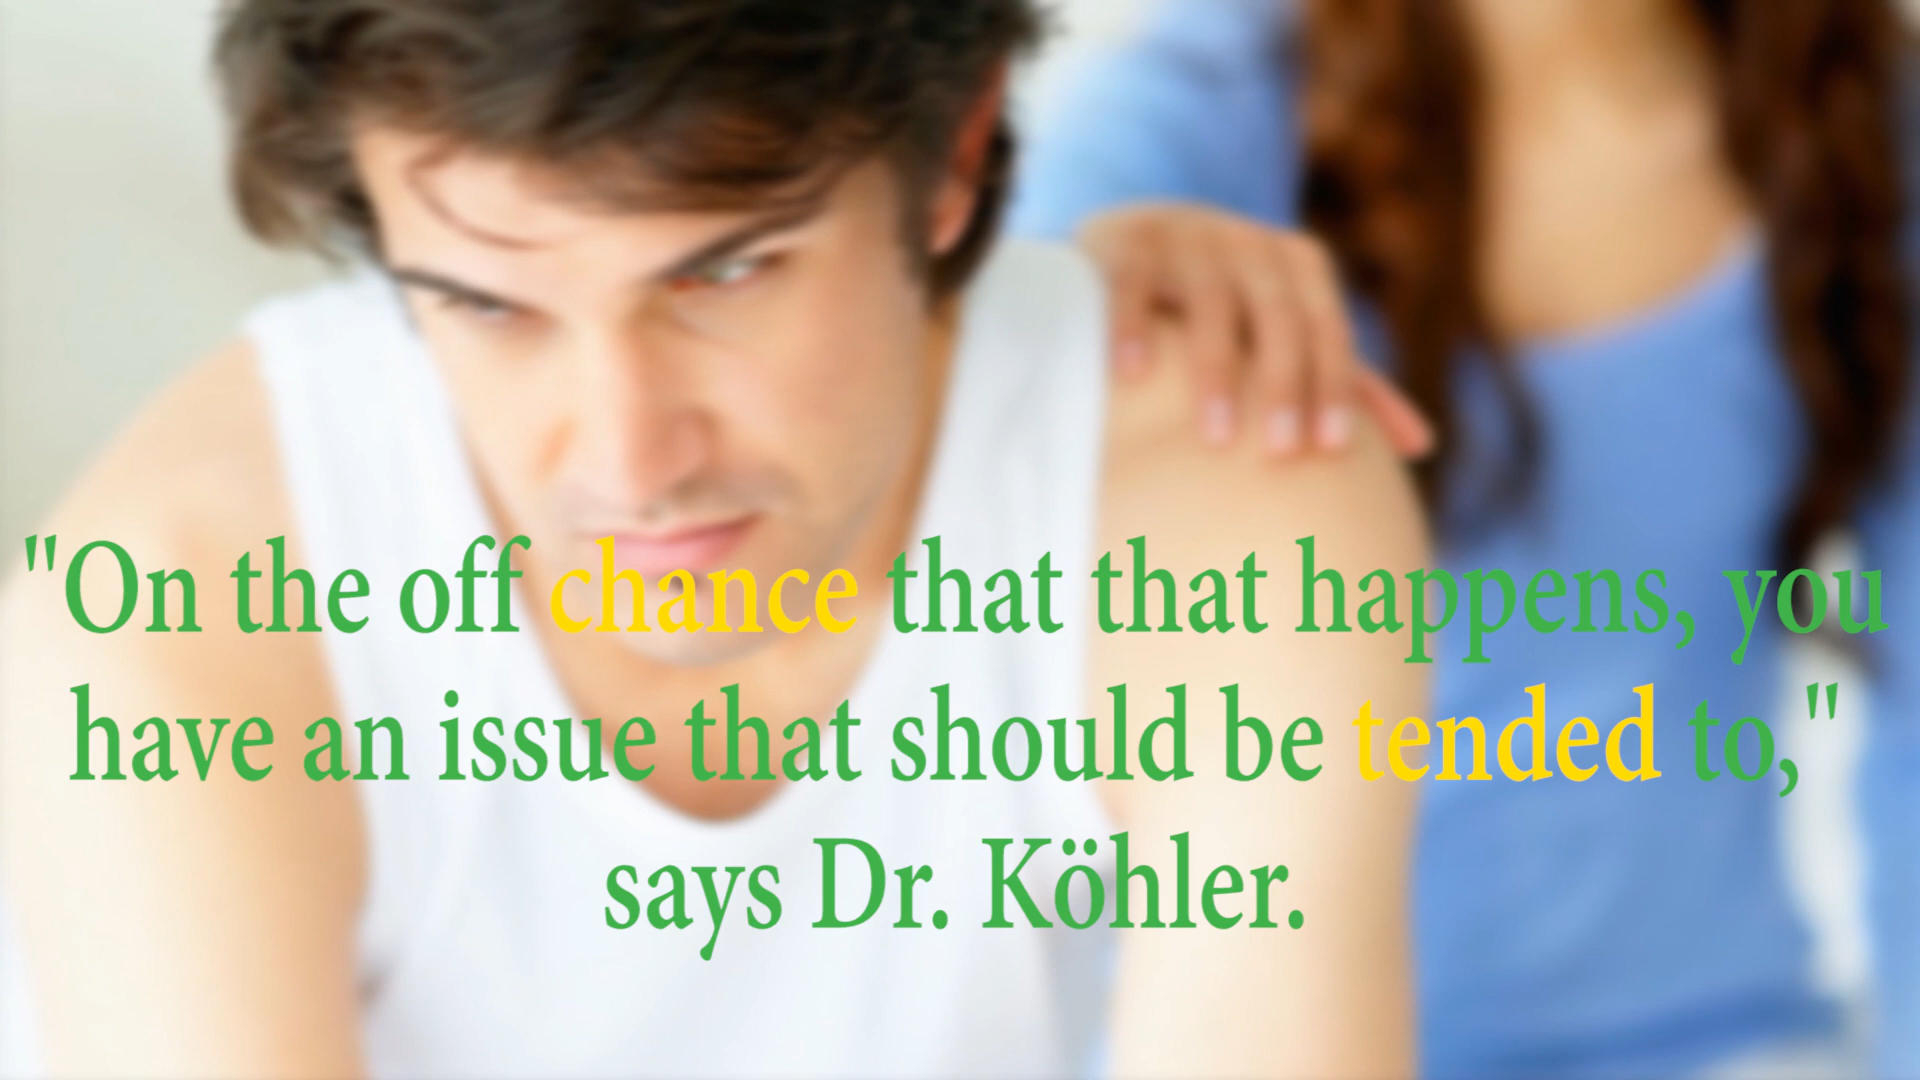 "On the off chance that that happens, you
have an issue that should be tended to,"
says Dr. Köhler.